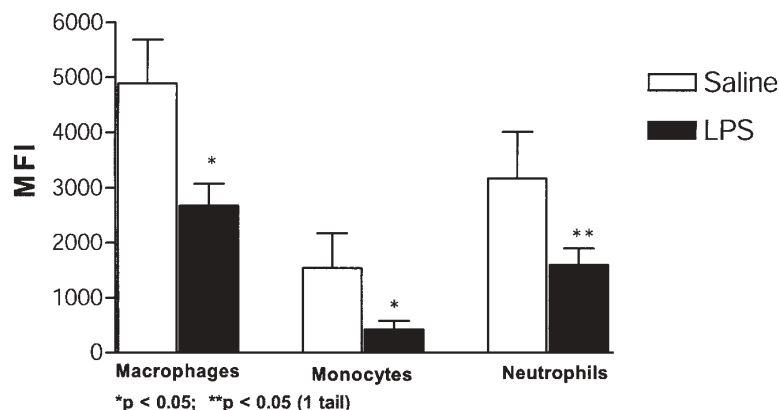 6000
5000
4000
3000
2000
1000
0
MFI
Saline
LPS
*
*
**
Macrophages Monocytes Neutrophils
*p < 0.05; **p < 0.05 (1 tail)